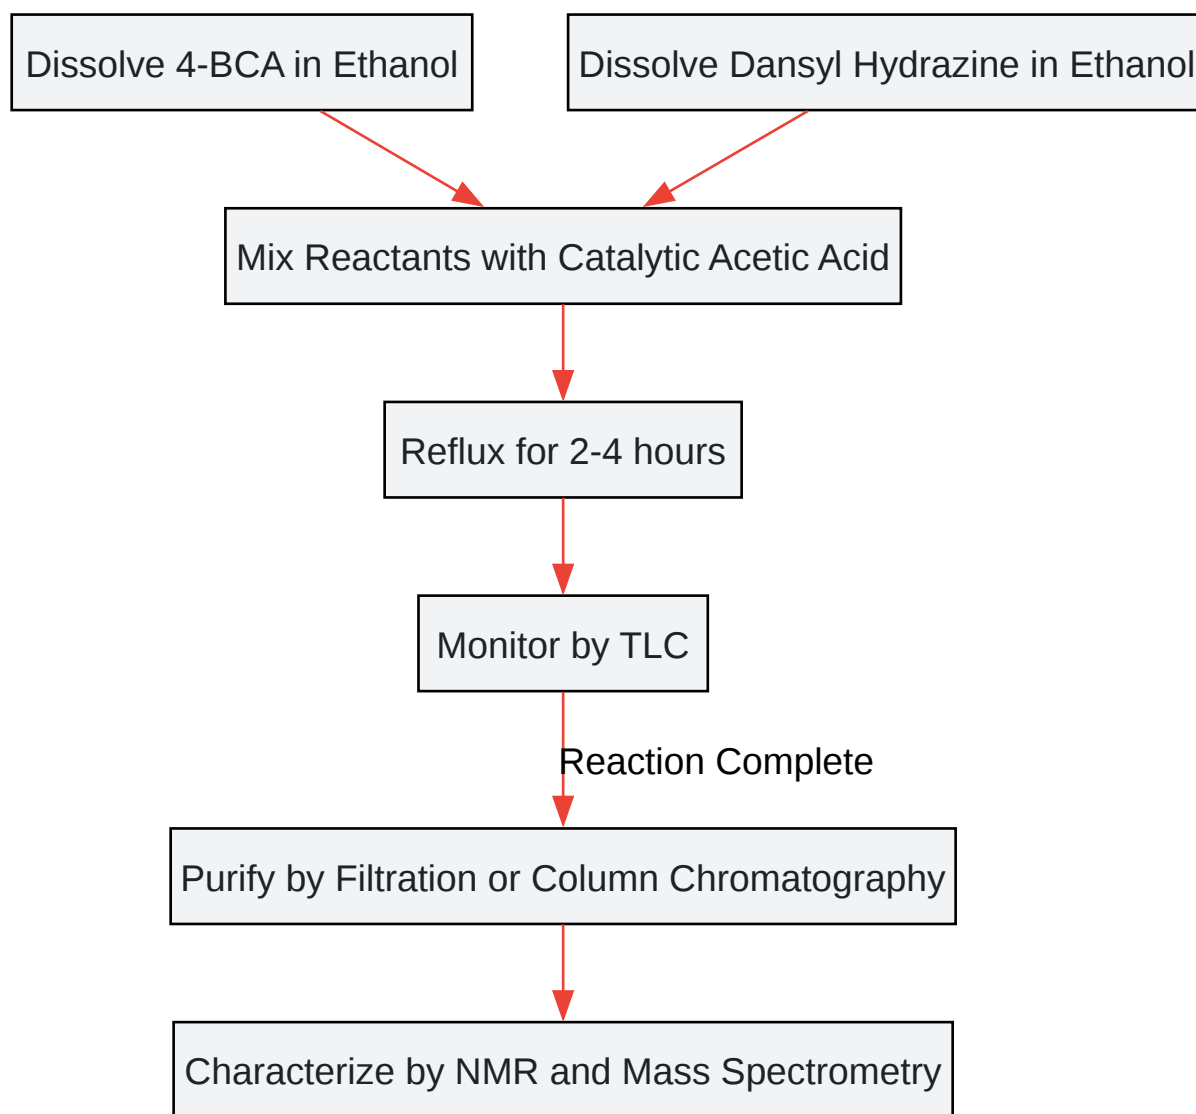 Dissolve 4-BCA in Ethanol
Dissolve Dansyl Hydrazine in Ethanol
Mix Reactants with Catalytic Acetic Acid
Reflux for 2-4 hours
Monitor by TLC
Reaction Complete
Purify by Filtration or Column Chromatography
Characterize by NMR and Mass Spectrometry